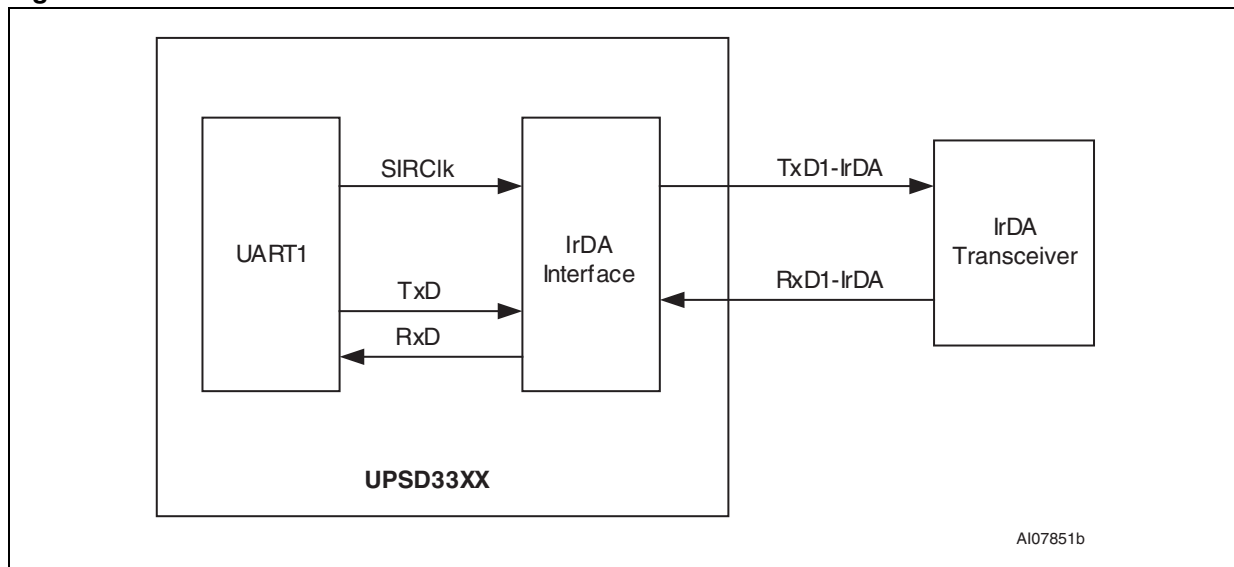 UART1
SIRClk
TxD
RxD
IrDA
Interface
TxD1-IrDA
RxD1-IrDA
IrDA
Transceiver
UPSD33XX
AI07851b